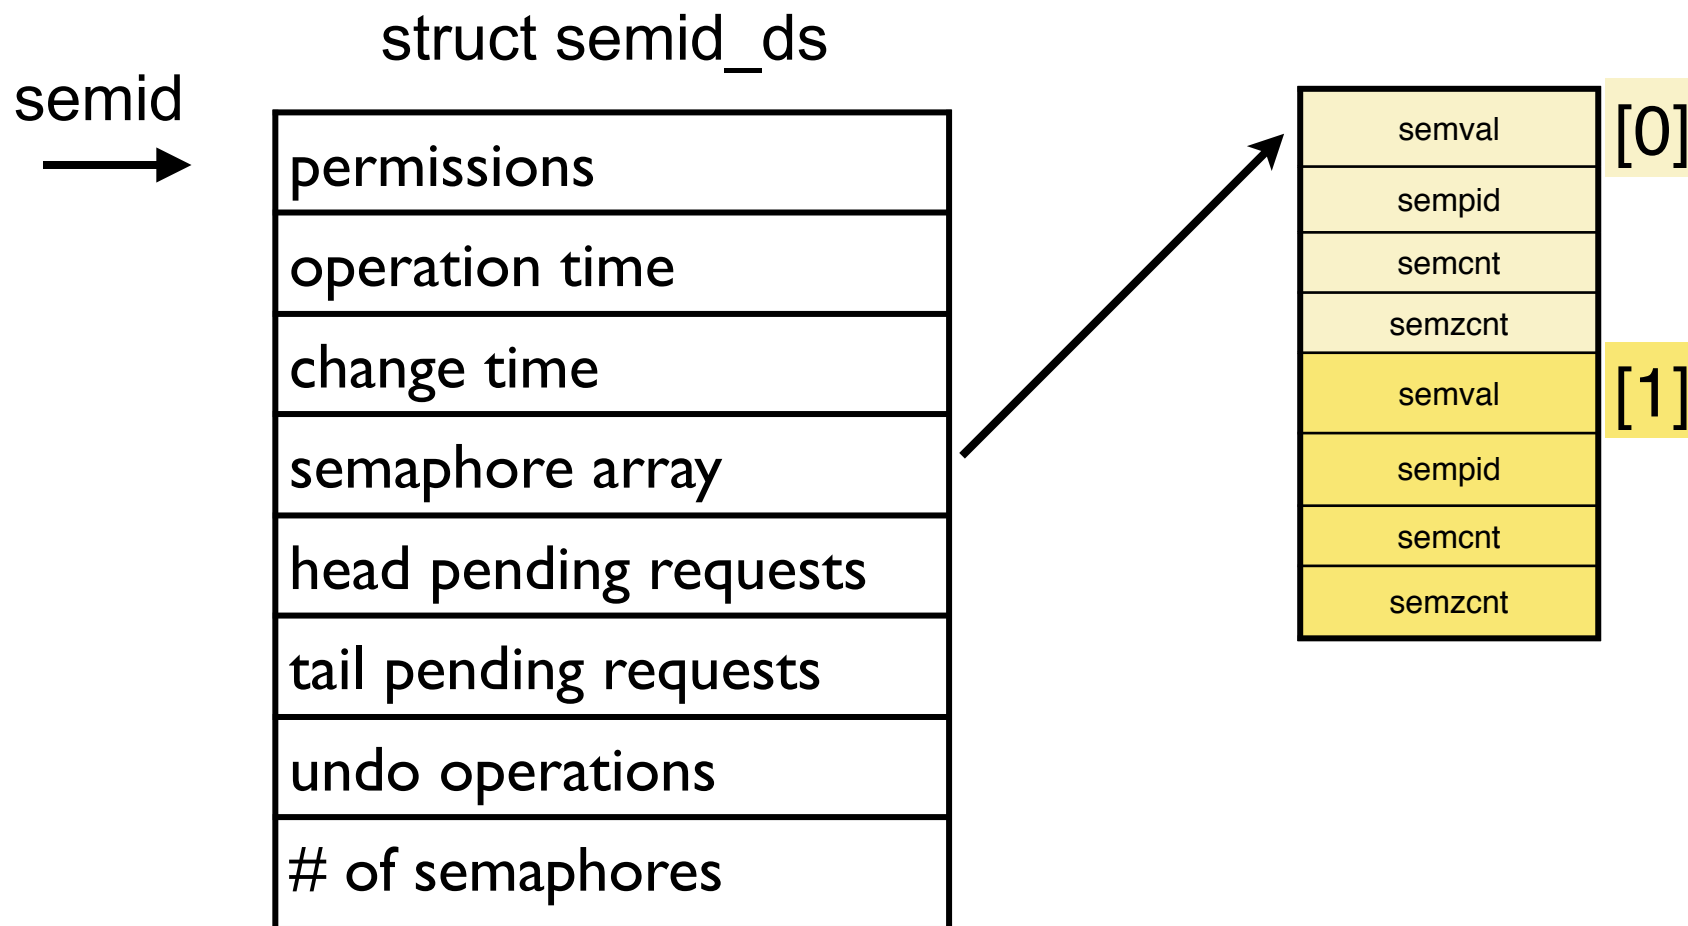 struct semid_ds
semid
permissions
operation time
change time
semaphore array
head pending requests
tail pending requests
undo operations
# of semaphores
semval
[0]
sempid
semcnt
semzcnt
semval
[1]
sempid
semcnt
semzcnt